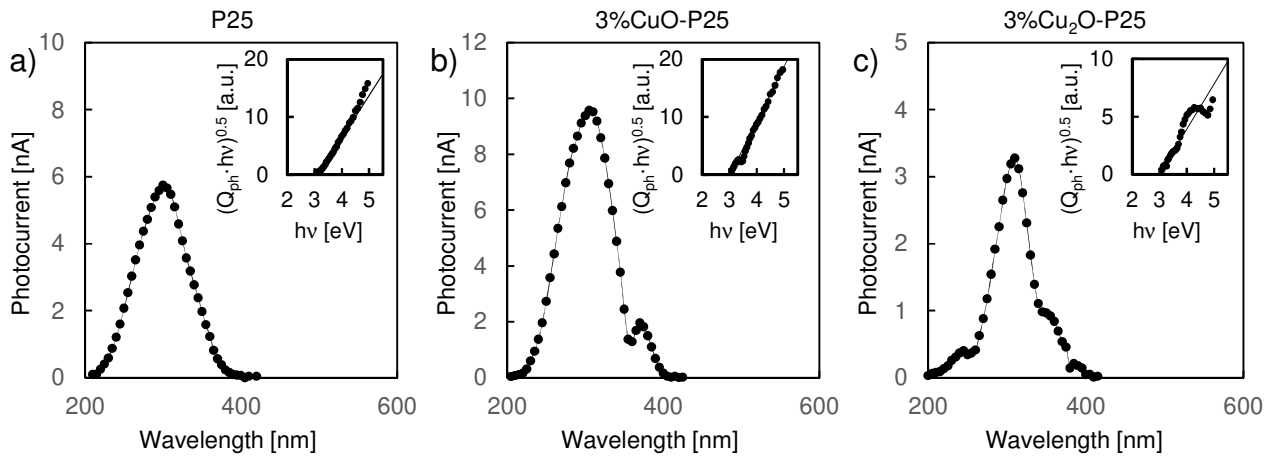 P25
a)
Photocurrent [nA]
10
8
6
4
2
0
200
400
600
Wavelength [nm]
(Qph·hν)0.5 [a.u.]
20
10
0
2
3
4
5
hν [eV]
3%CuO-P25
b)
Photocurrent [nA]
12
10
8
6
4
2
0
200
400
600
Wavelength [nm]
(Qph·hν)0.5 [a.u.]
20
10
0
2
3
4
5
hν [eV]
3%Cu₂O-P25
c)
Photocurrent [nA]
5
4
3
2
1
0
200
400
600
Wavelength [nm]
(Qph·hν)0.5 [a.u.]
10
5
0
2
3
4
5
hν [eV]